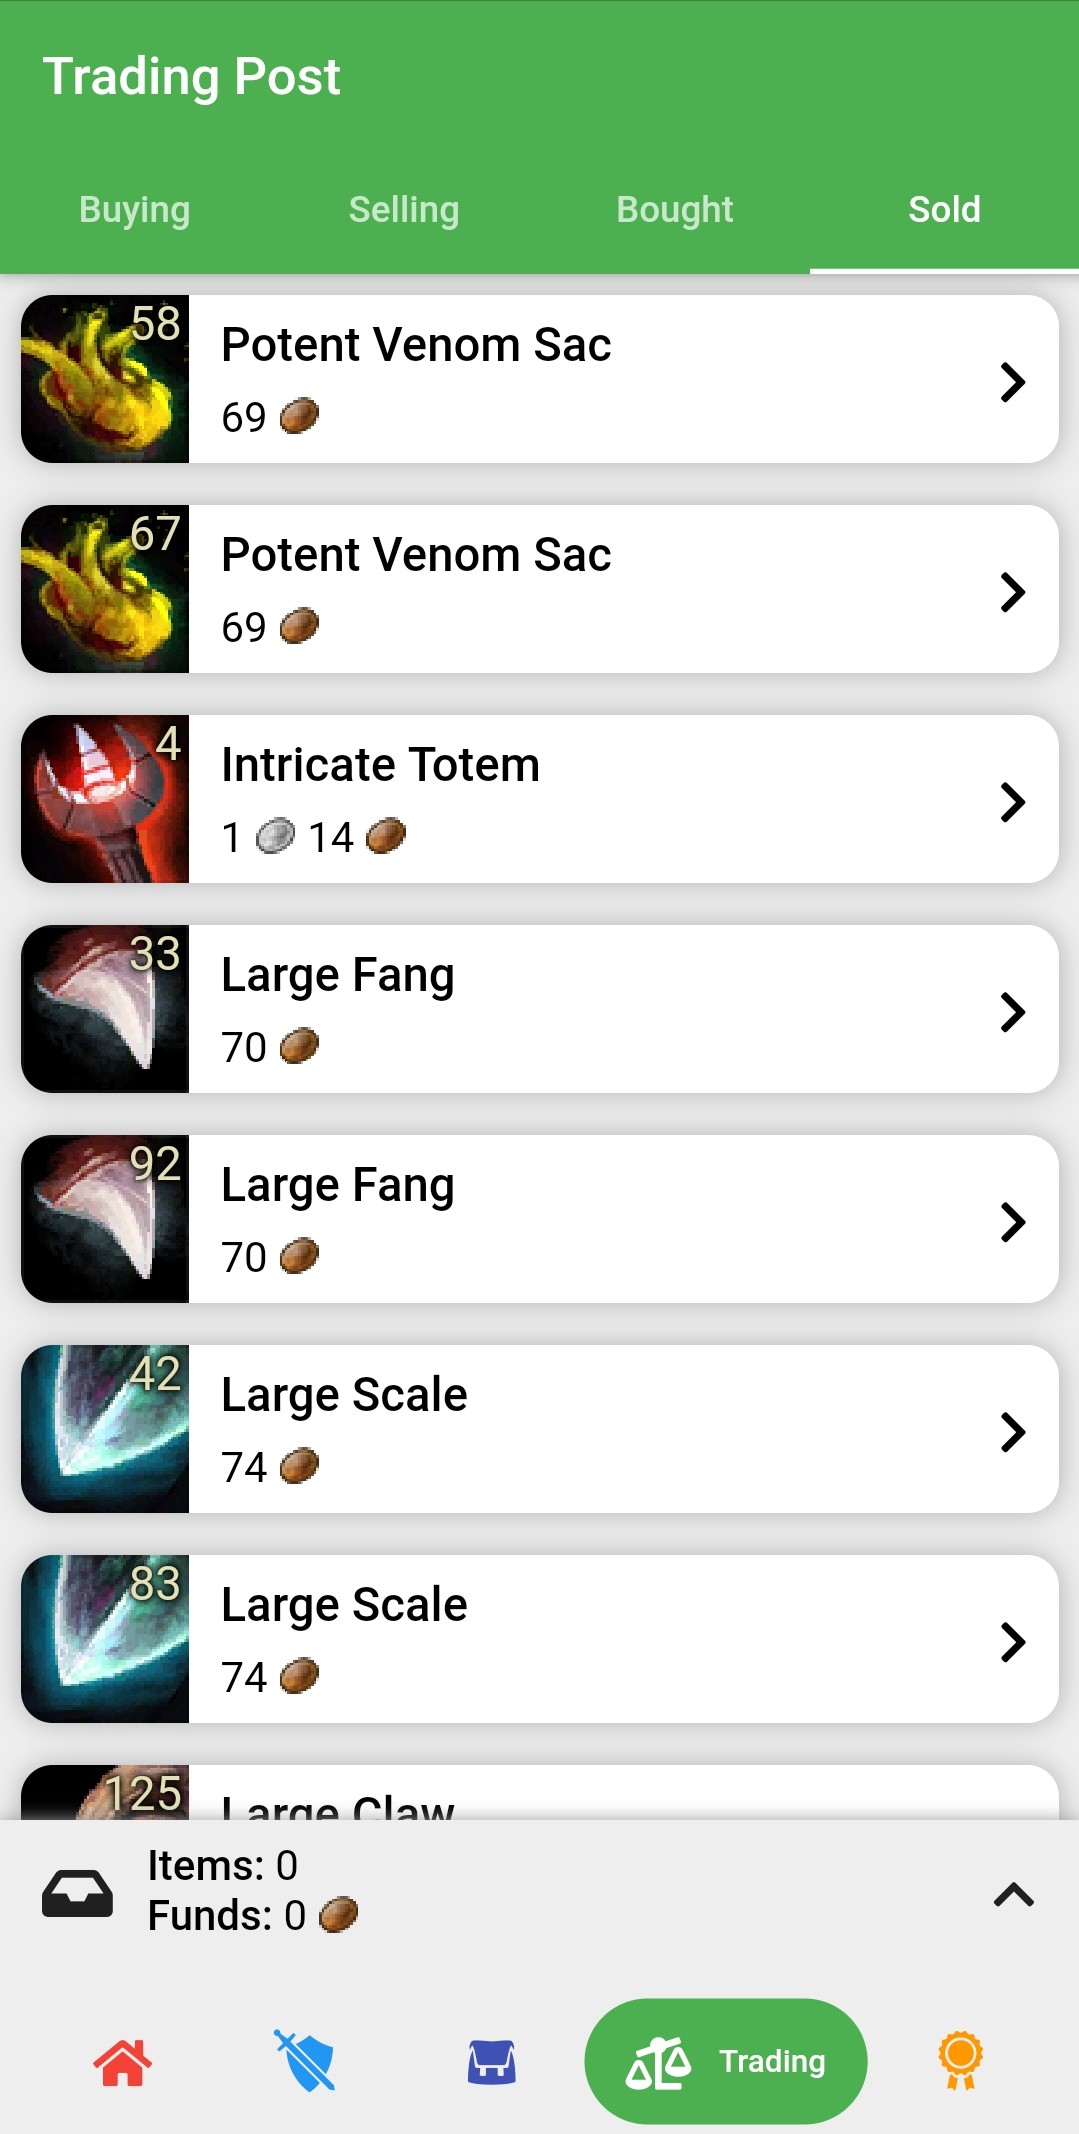 Trading Post
Buying Selling Bought Sold
58
Potent Venom Sac
69
67
Potent Venom Sac
69
4
Intricate Totem
1 14
33
Large Fang
70
92
Large Fang
70
42
Large Scale
74
83
Large Scale
74
125
Large Claw
Items: 0
Funds: 0
Trading